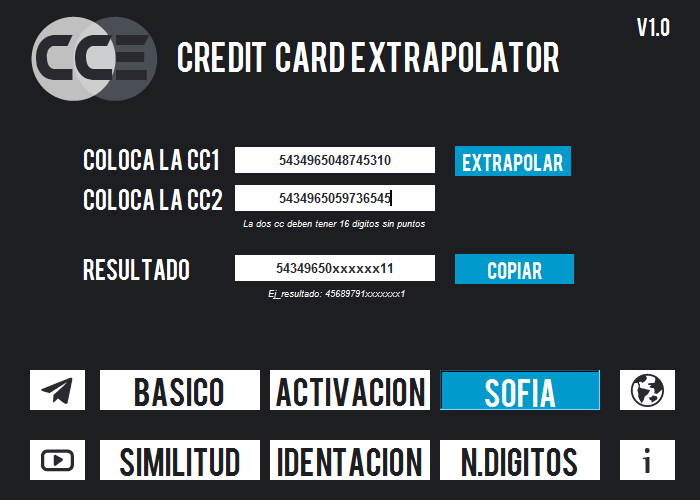 CCE
CREDIT CARD EXTRAPOLATOR
V1.0
COLOCA LA CC1
5434965048745310
EXTRAPOLAR
COLOCA LA CC2
5434965059736545
La dos cc deben tener 16 digitos sin puntos
RESULTADO
54349650xxxxxx11
COPIAR
Ej_resultado: 45689791xxxxxxx1
BASICO
ACTIVACION
SOFIA
SIMILITUD
IDENTACION
N.DIGITOS
i